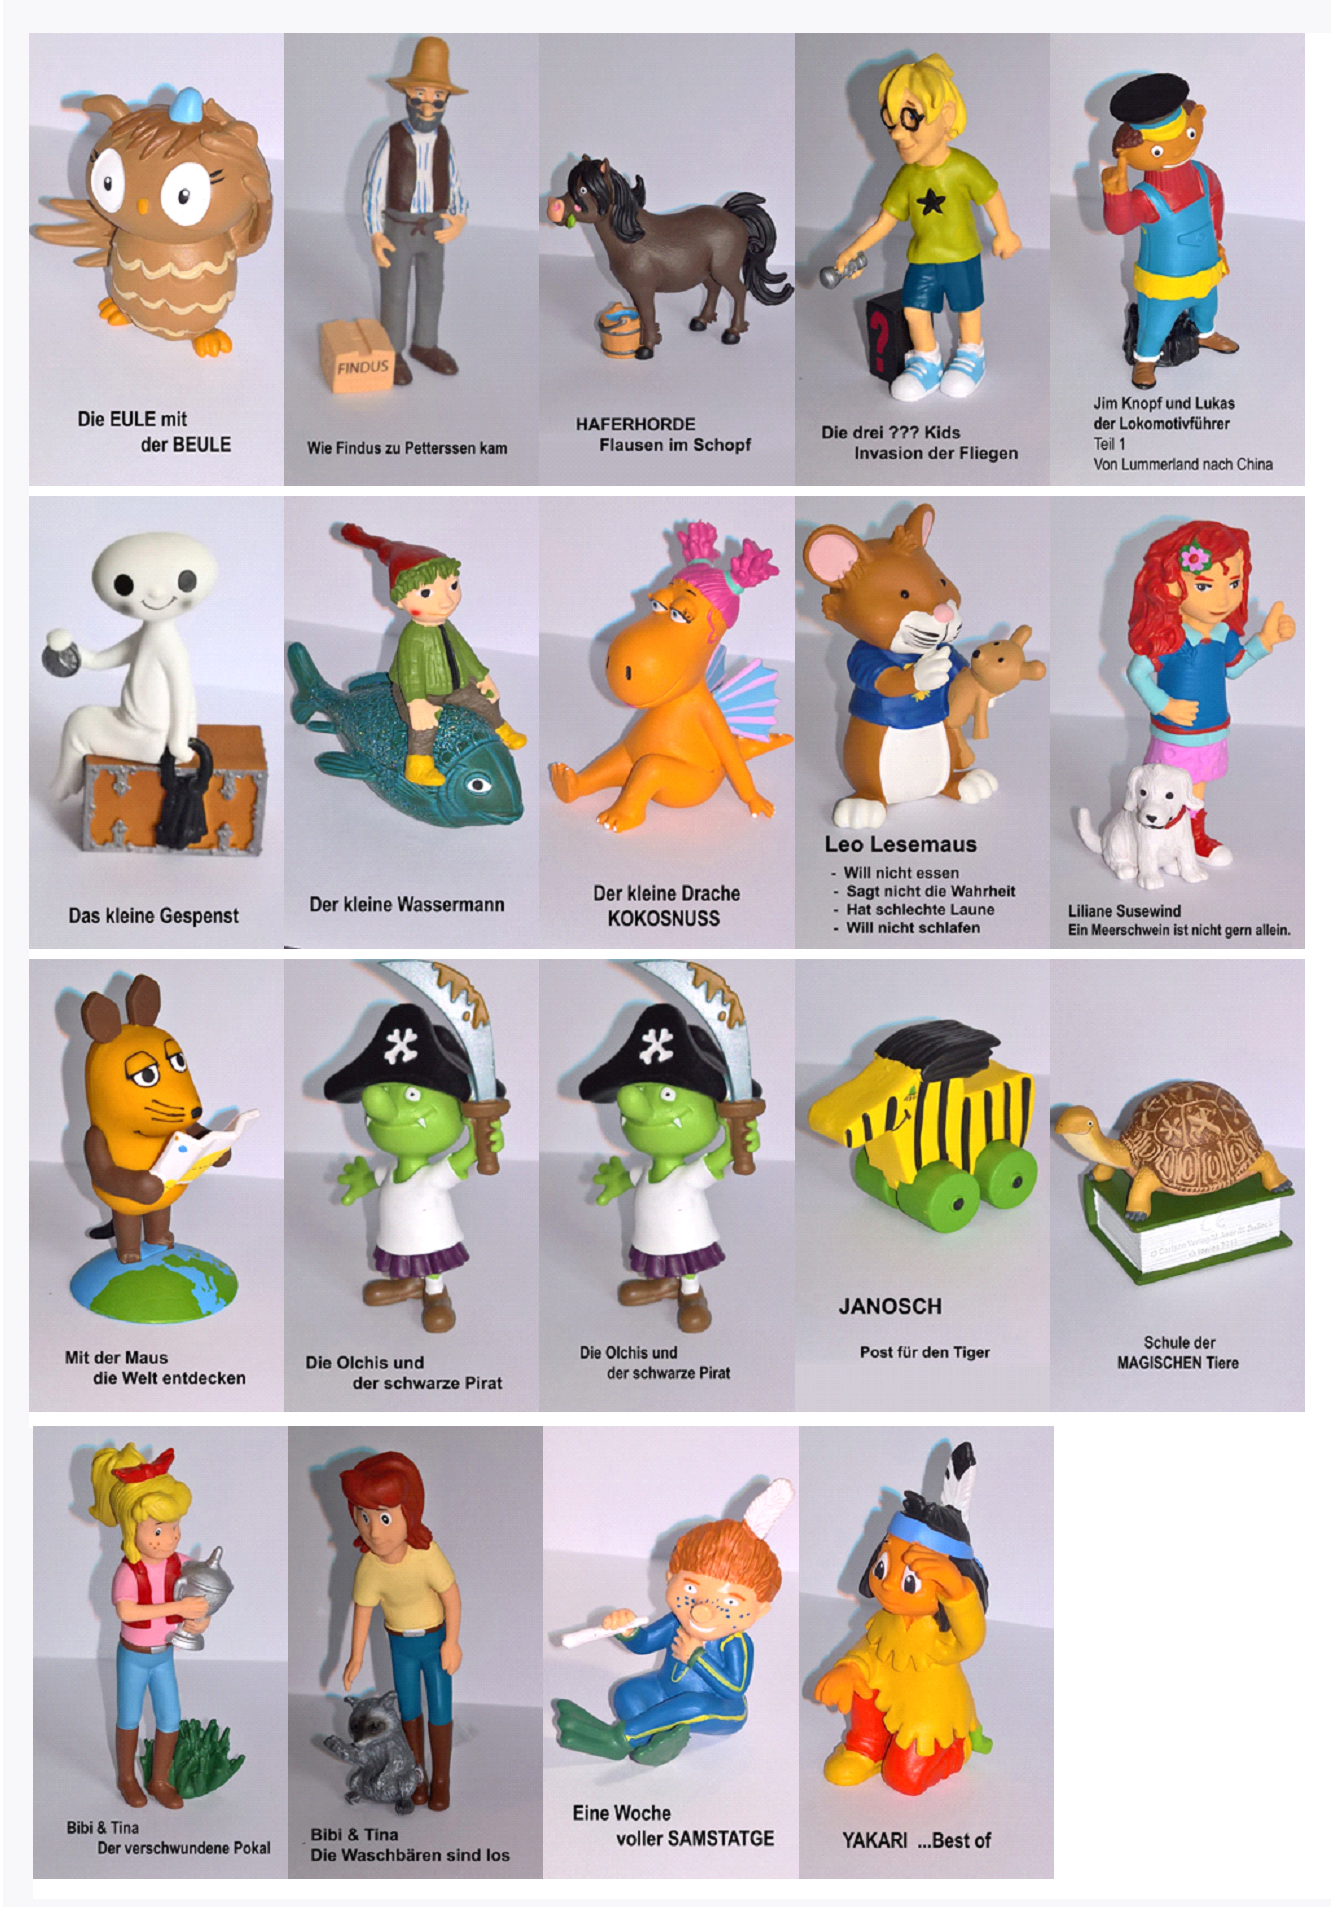 FINDUS
Die EULE mit
der BEULE
Wie Findus zu Petterssen kam
HAFERHORDE
Flausen im Schopf
?
Die drei ??? Kids
Invasion der Fliegen
Jim Knopf und Lukas
der Lokomotivführer
Teil 1
Von Lummerland nach China
Das kleine Gespenst
Der kleine Wassermann
Der kleine Drache
KOKOSNUSS
Leo Lesemaus
- Will nicht essen
- Sagt nicht die Wahrheit
- Hat schlechte Laune
- Will nicht schlafen
Liliane Susewind
Ein Meerschwein ist nicht gern allein.
Mit der Maus
die Welt entdecken
Die Olchis und
der schwarze Pirat
Die Olchis und
der schwarze Pirat
JANOSCH
Post für den Tiger
Schule der
MAGISCHEN Tiere
Bibi & Tina
Der verschwundene Pokal
Bibi & Tina
Die Waschbären sind los
Eine Woche
voller SAMSTATGE
YAKARI ...Best of